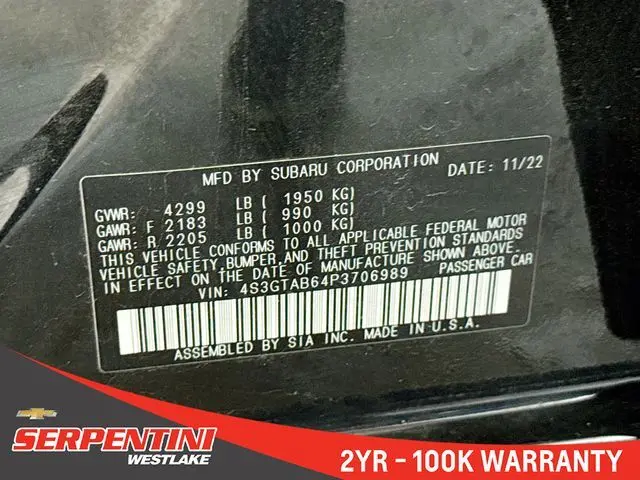 MFD BY SUBARU CORPORATION DATE: 11/22
GVWR: 4299 LB ( 1950 KG)
GAWR: F 2183 LB ( 990 KG)
GAWR: R. 2205 LB ( 1000 KG)
THIS VEHICLE CONFORMS TO ALL APPLICABLE FEDERAL MOTOR
VEHICLE SAFETY,BUMPER,AND THEFT PREVENTION STANDARDS
IN EFFECT ON THE DATE OF MANUFACTURE SHOWN ABOVE.
VIN: 4S3GTAB64P3706989 PASSENGER CAR
ASSEMBLED BY SIA INC. MADE IN U.S.A.
SERPENTINI
WESTLAKE
2YR - 100K WARRANTY